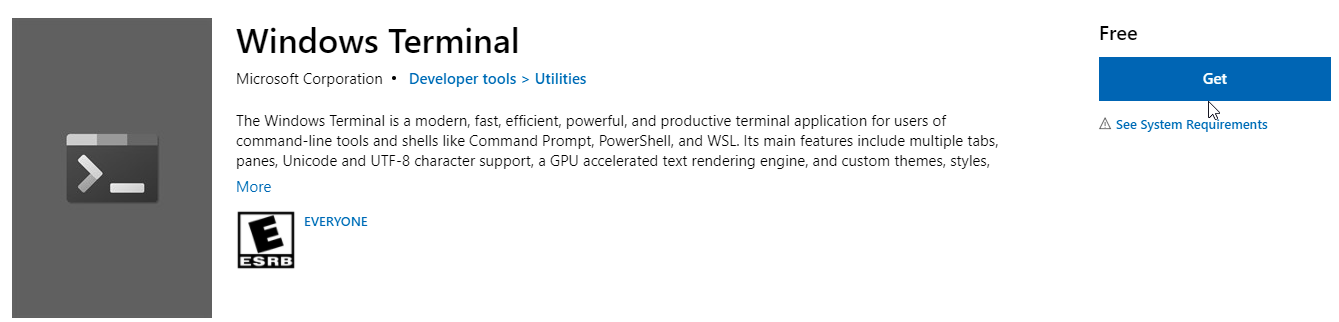 Windows Terminal
Microsoft Corporation • Developer tools > Utilities
The Windows Terminal is a modern, fast, efficient, powerful, and productive terminal application for users of
command-line tools and shells like Command Prompt, PowerShell, and WSL. Its main features include multiple tabs,
panes, Unicode and UTF-8 character support, a GPU accelerated text rendering engine, and custom themes, styles,
More
E
ESRB
EVERYONE
Free
Get
See System Requirements